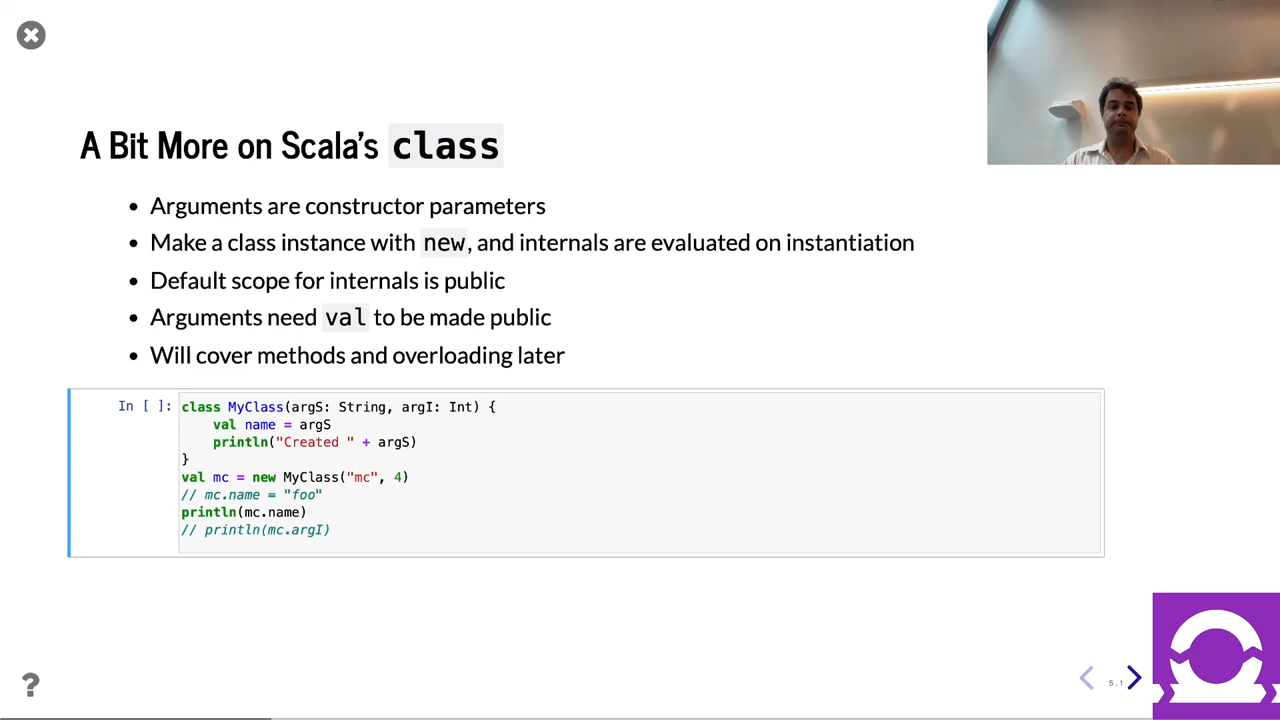 A Bit More on Scala's class
• Arguments are constructor parameters
• Make a class instance with new, and internals are evaluated on instantiation
• Default scope for internals is public
• Arguments need val to be made public
• Will cover methods and overloading later
In [ ]: class MyClass(argS: String, argI: Int) {
    val name = argS
    println("Created " + argS)
}
val mc = new MyClass("mc", 4)
// mc.name = "foo"
println(mc.name)
// println(mc.argI)
?
5.1